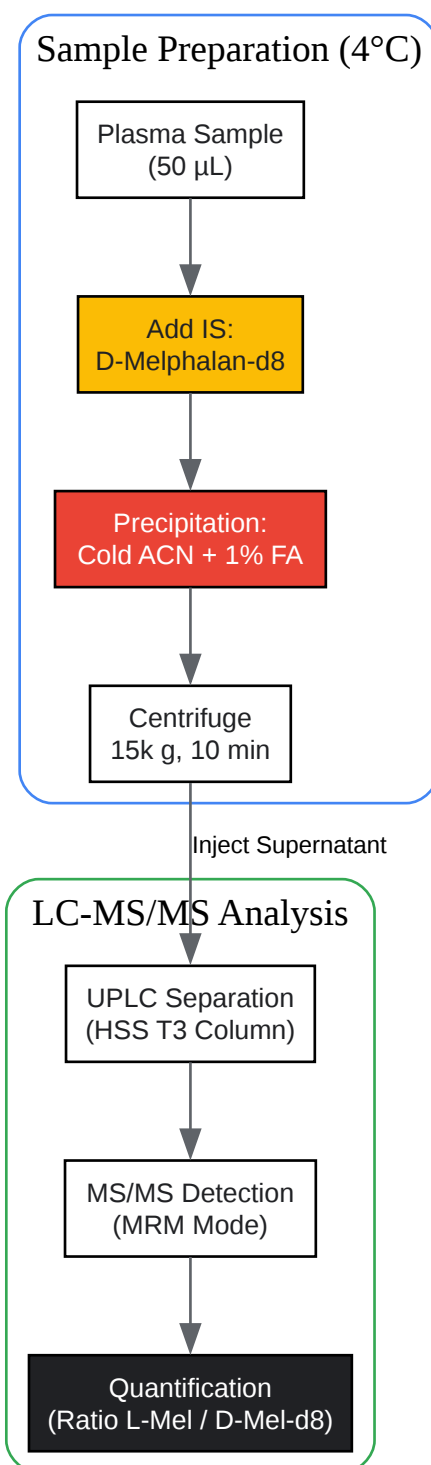 Sample Preparation (4°C)
Plasma Sample
(50 µL)
Add IS:
D-Melphalan-d8
Precipitation:
Cold ACN + 1% FA
Centrifuge
15k g, 10 min
Inject Supernatant
LC-MS/MS Analysis
UPLC Separation
(HSS T3 Column)
MS/MS Detection
(MRM Mode)
Quantification
(Ratio L-Mel / D-Mel-d8)